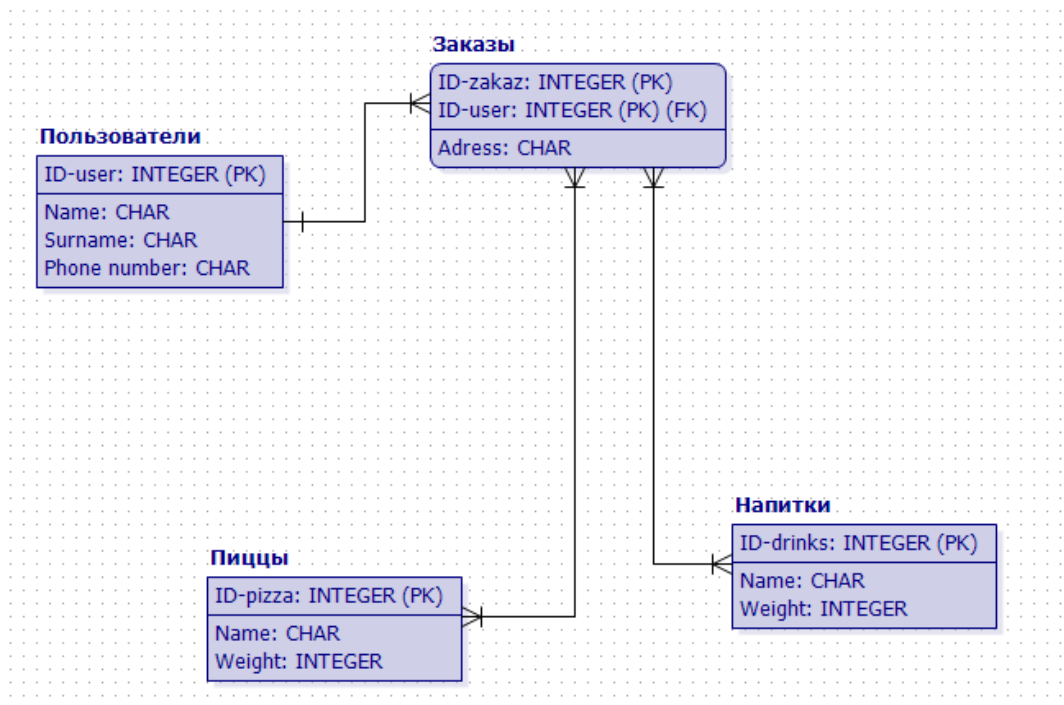 Заказы
ID-zakaz: INTEGER (PK)
ID-user: INTEGER (PK) (FK)
Adress: CHAR
Пользователи
ID-user: INTEGER (PK)
Name: CHAR
Surname: CHAR
Phone number: CHAR
Напитки
ID-drinks: INTEGER (PK)
Name: CHAR
Weight: INTEGER
Пиццы
ID-pizza: INTEGER (PK)
Name: CHAR
Weight: INTEGER